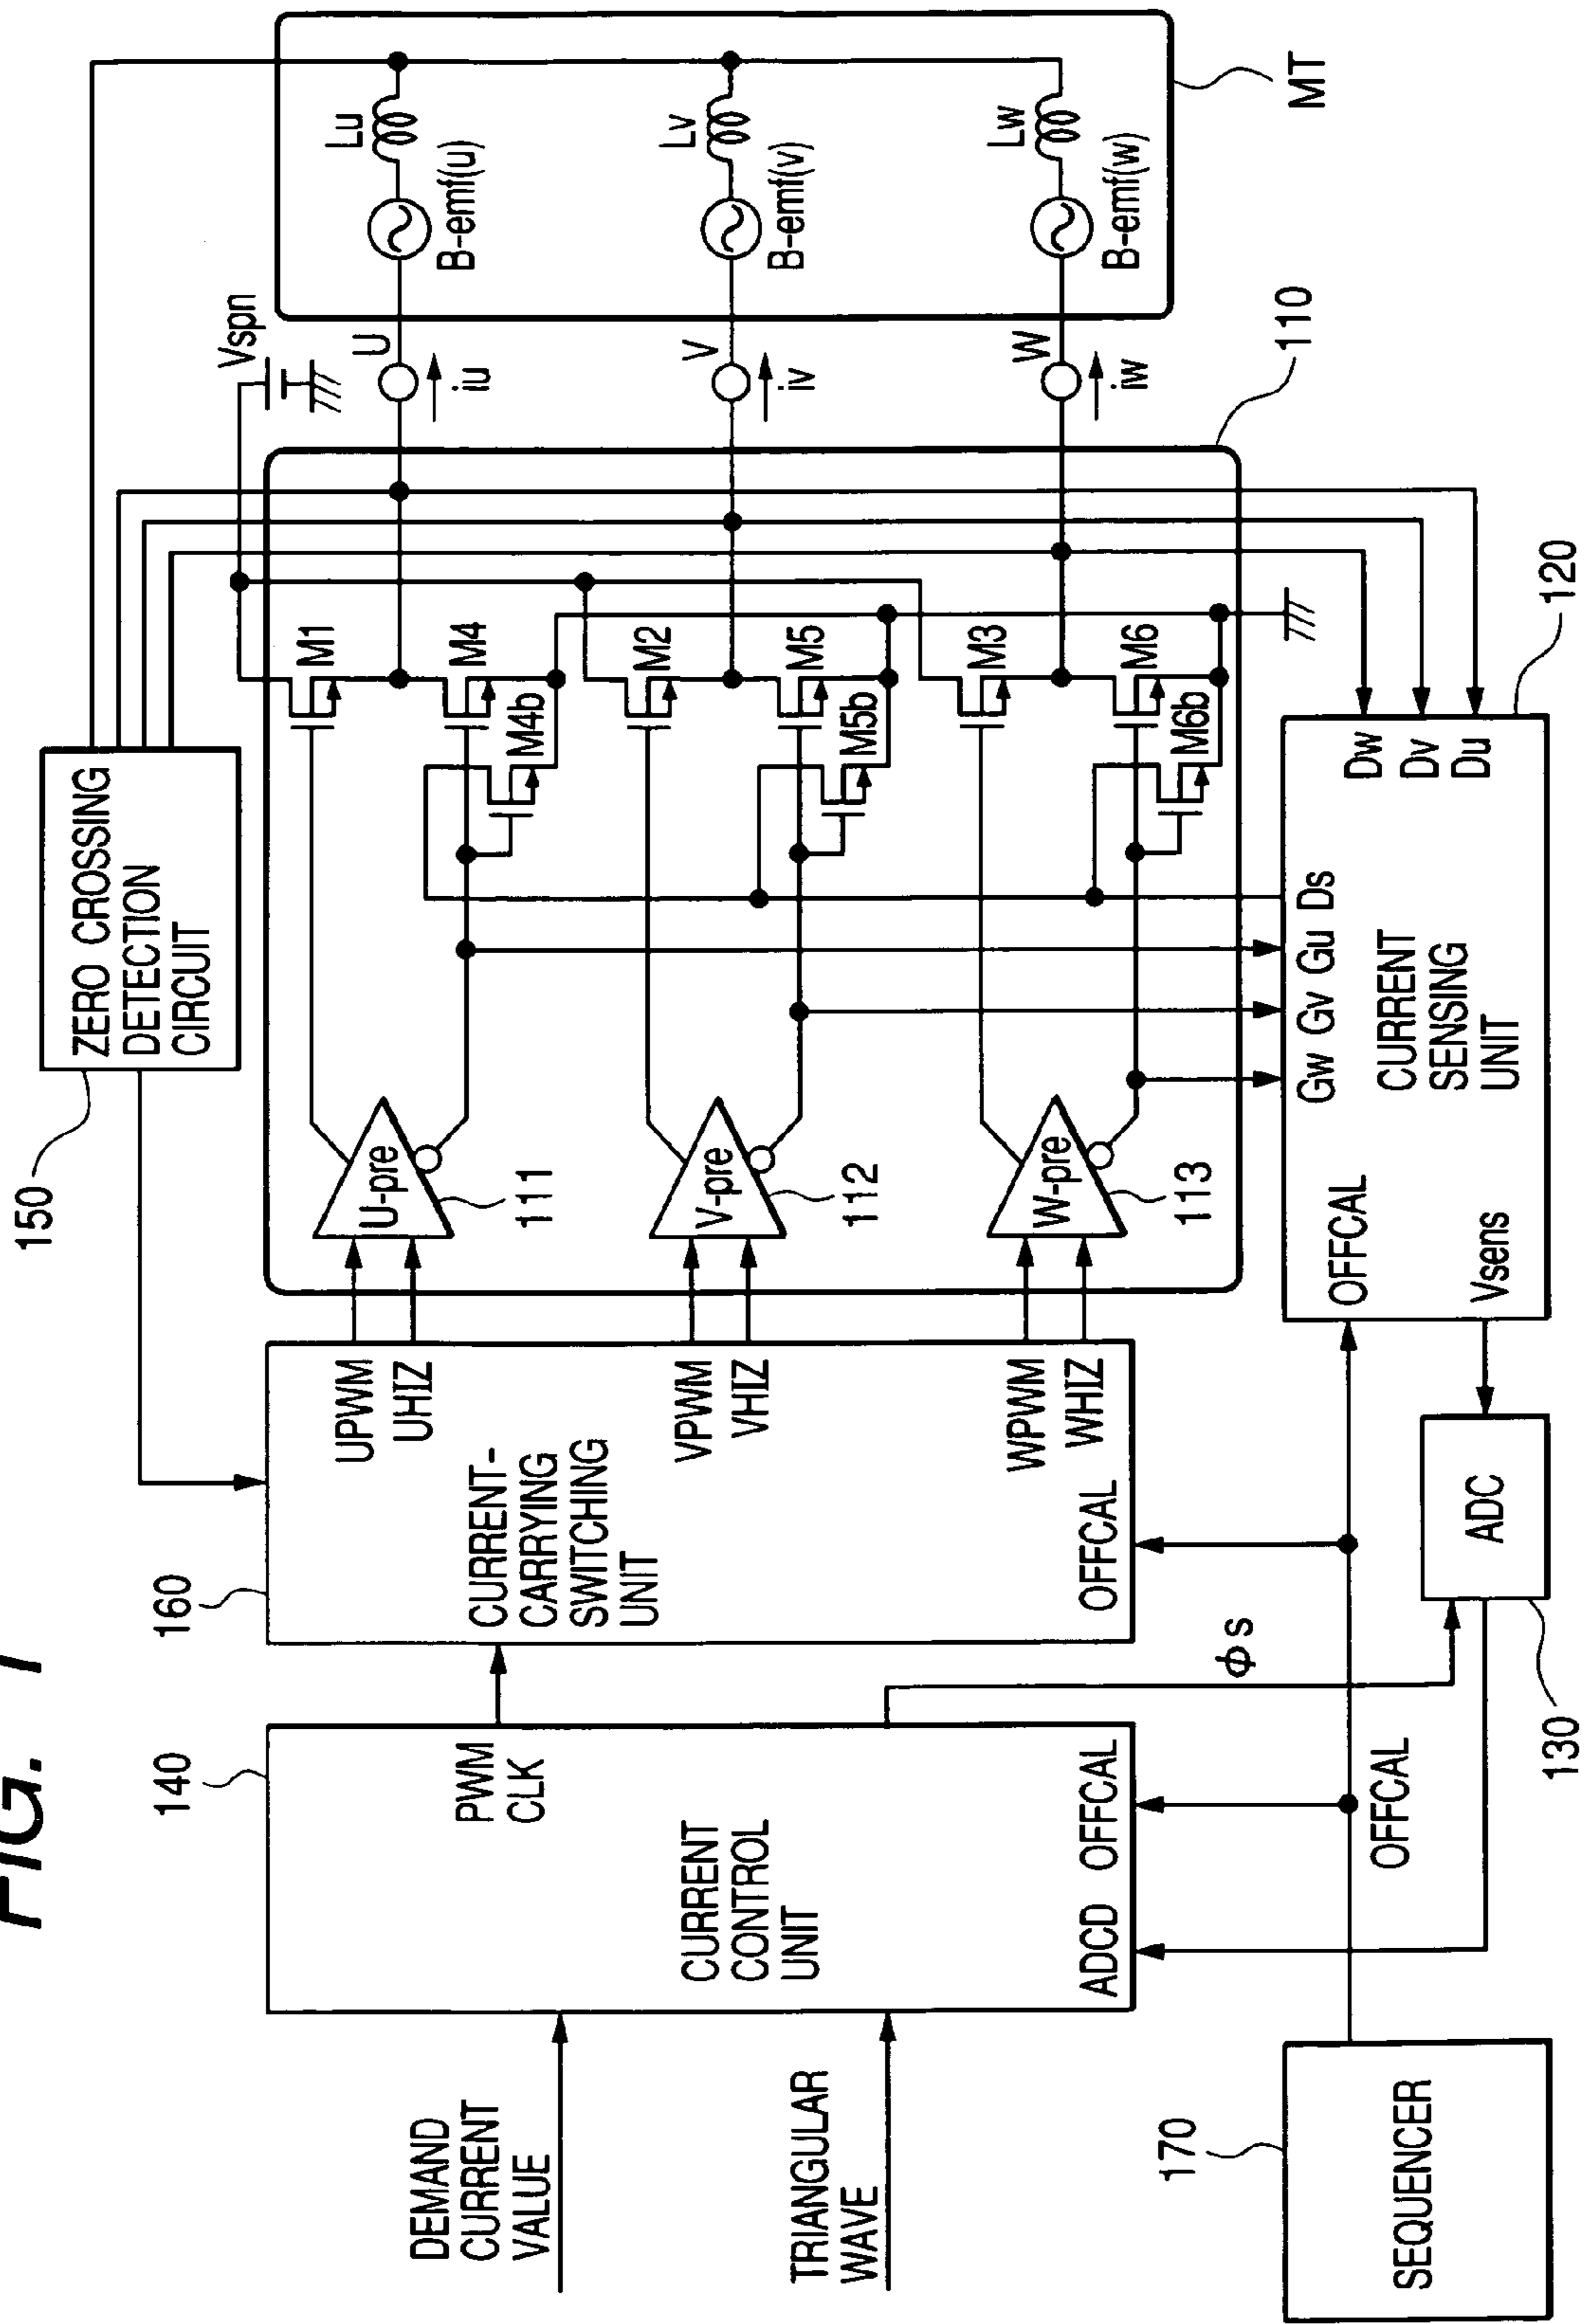 FIG. 1
150
ZERO CROSSING
DETECTION
CIRCUIT
Vspn
Lu
B-emf(u)
Lv
B-emf(v)
Lw
B-emf(w)
MT
U
iu
V
iv
W
iw
110
M1
M4
M4b
M2
M5
M5b
M3
M6
M6b
U-pre
111
V-pre
112
W-pre
113
160
CURRENT-
CARRYING
SWITCHING
UNIT
UPWM
UHIZ
VPWM
VHIZ
WPWM
WHIZ
OFFCAL
140
PWM
CLK
CURRENT
CONTROL
UNIT
ADCD
OFFCAL
DEMAND
CURRENT
VALUE
TRIANGULAR
WAVE
ϕs
120
Gw Gv Gu Ds
Dw
Dv
Du
CURRENT
SENSING
UNIT
OFFCAL
Vsens
ADC
130
OFFCAL
170
SEQUENCER